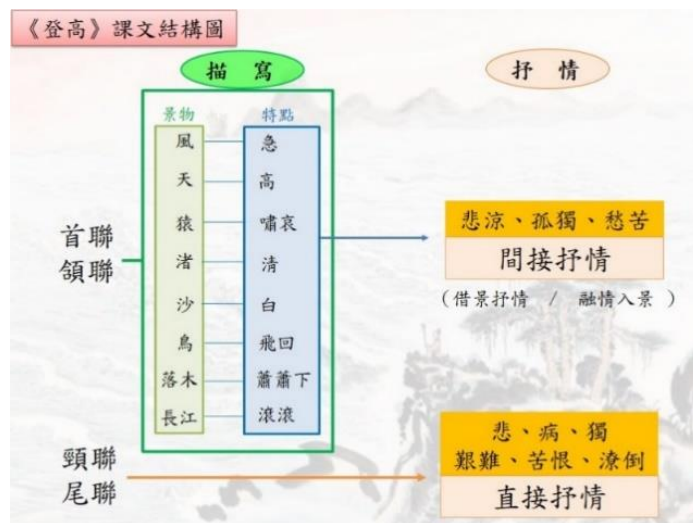 《登高》課文結構圖
描寫
抒情
景物 特點
風 急
天 高
猿 嘯哀
渚 清
沙 白
鳥 飛回
落木 蕭蕭下
長江 滾滾
首聯
頷聯
悲涼、孤獨、愁苦
間接抒情
(借景抒情 / 融情入景)
頸聯
尾聯
悲、病、獨
艱難、苦恨、潦倒
直接抒情